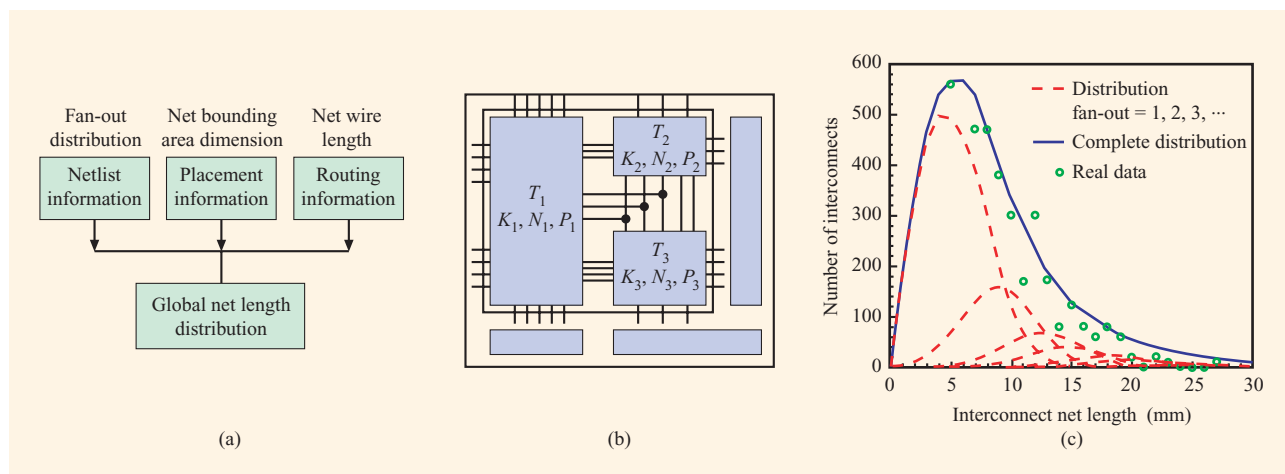 Fan-out
distribution
Net bounding
area dimension
Net wire
length
Netlist
information
Placement
information
Routing
information
Global net length
distribution
(a)
T1
K1, N1, P1
T2
K2, N2, P2
T3
K3, N3, P3
(b)
Number of interconnects
600
500
400
300
200
100
0
Distribution
fan-out = 1, 2, 3, ···
Complete distribution
Real data
0 5 10 15 20 25 30
Interconnect net length (mm)
(c)